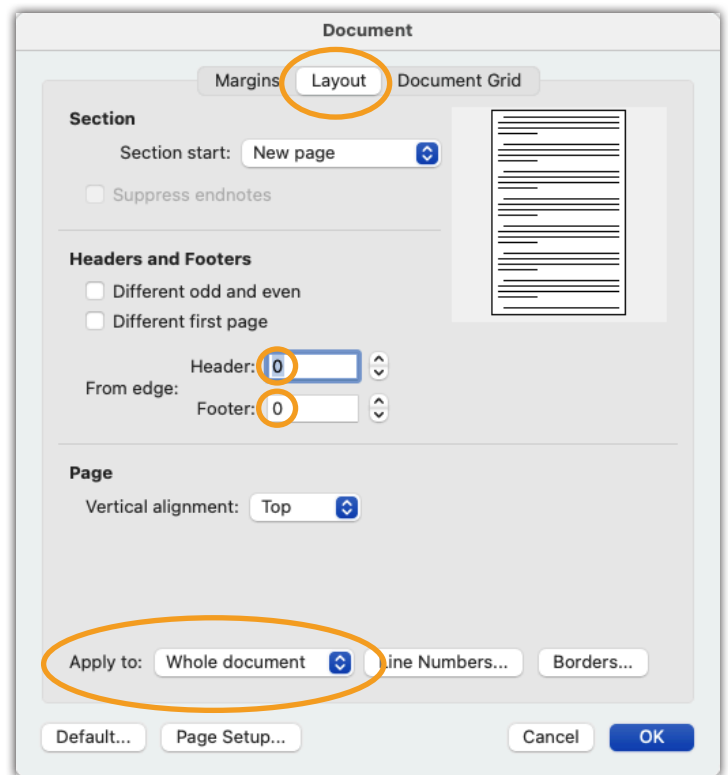 Document
Margins Layout Document Grid
Section
Section start: New page
Suppress endnotes
Headers and Footers
Different odd and even
Different first page
Header: 0
From edge:
Footer: 0
Page
Vertical alignment: Top
Apply to: Whole document Line Numbers... Borders...
Default... Page Setup... Cancel OK